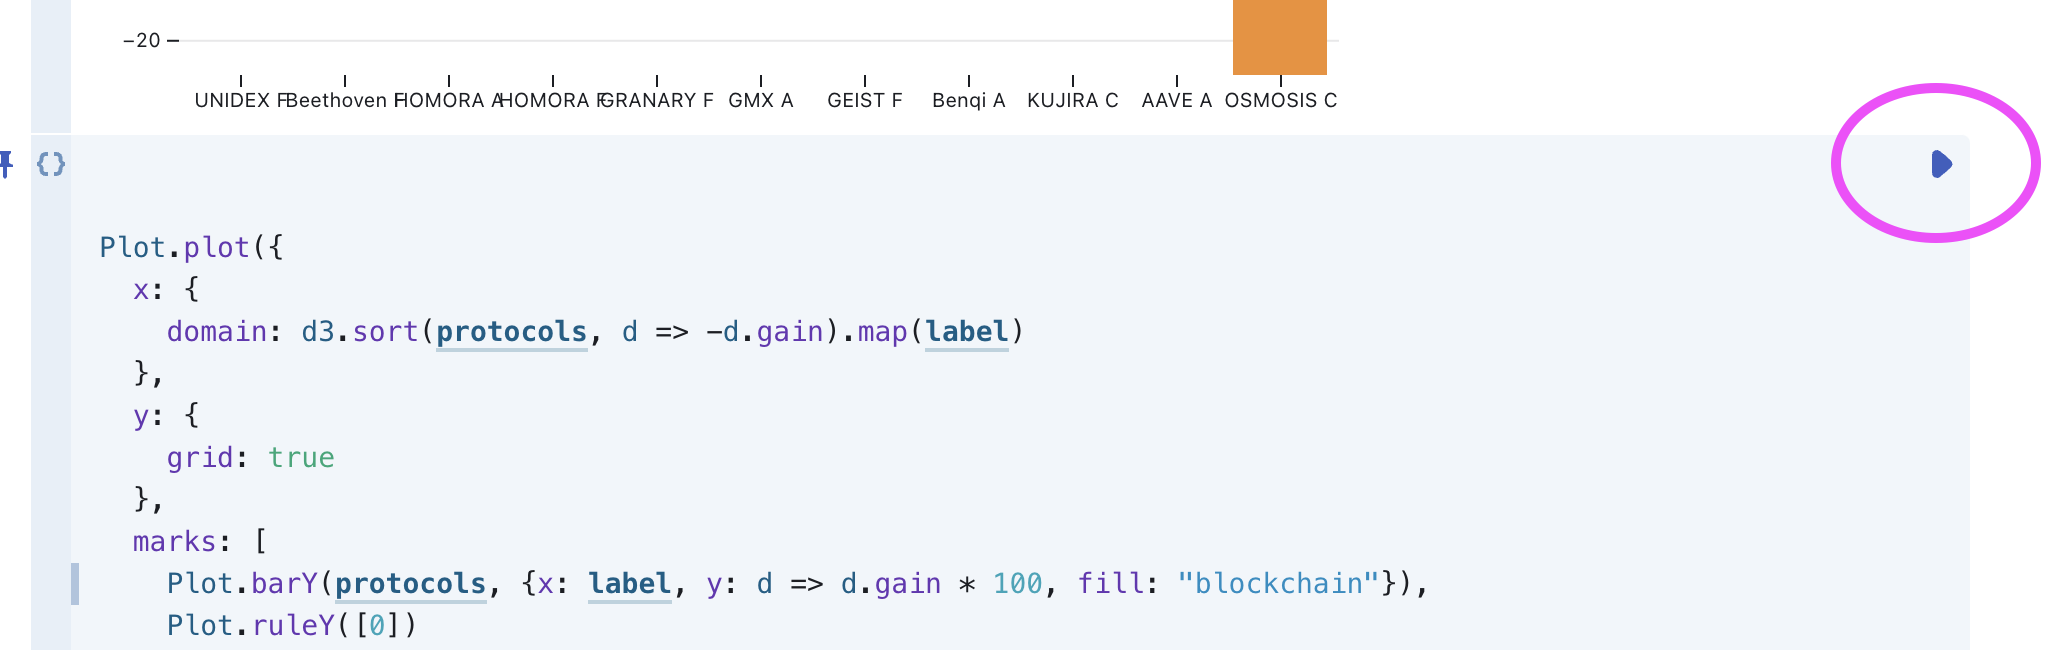 −20
UNIDEX F Beethoven F HOMORA A HOMORA F GRANARY F GMX A GEIST F Benqi A KUJIRA C AAVE A OSMOSIS C
{}
Plot.plot({
x: {
domain: d3.sort(protocols, d => -d.gain).map(label)
},
y: {
grid: true
},
marks: [
Plot.barY(protocols, {x: label, y: d => d.gain * 100, fill: "blockchain"}),
Plot.ruleY([0])